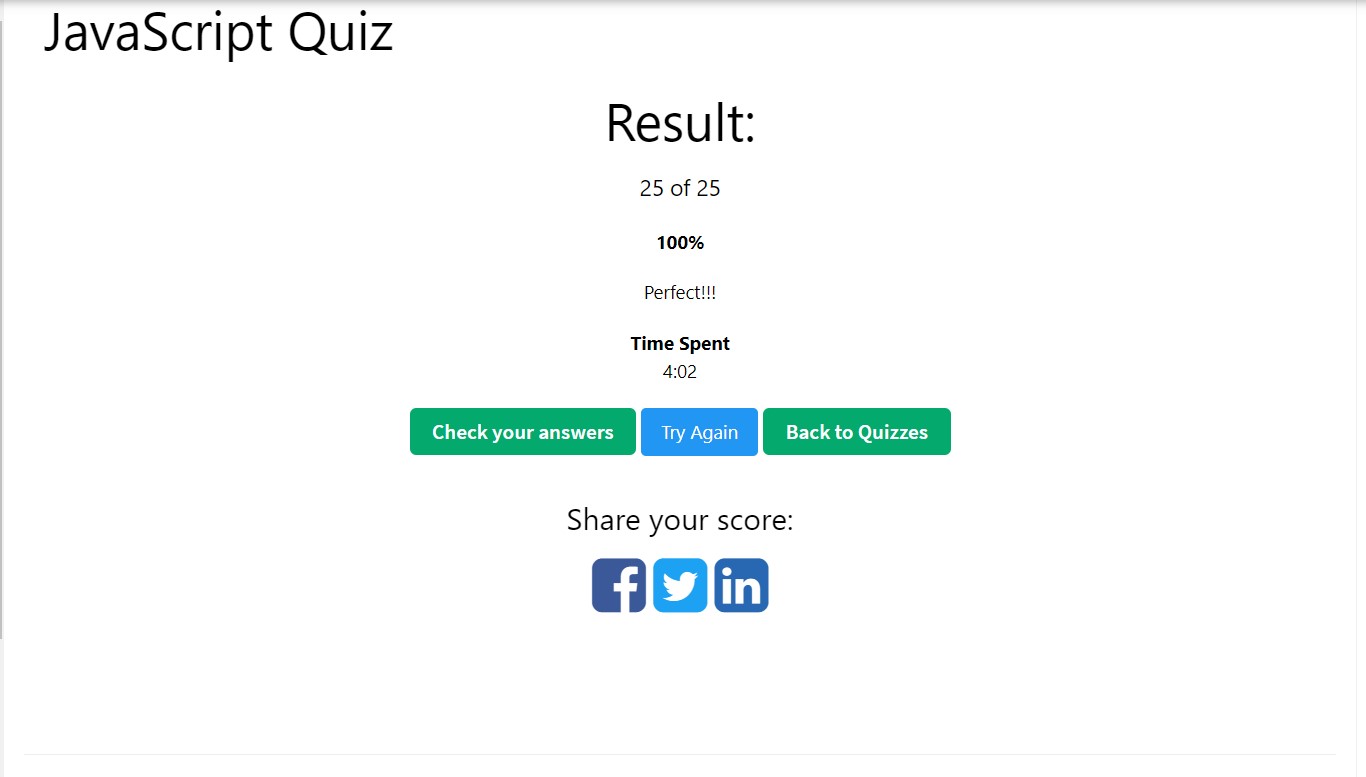 JavaScript Quiz
Result:
25 of 25
100%
Perfect!!!
Time Spent
4:02
Check your answers Try Again Back to Quizzes
Share your score:
f in